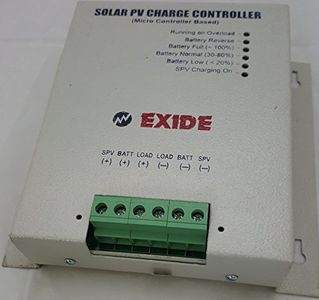 SOLAR PV CHARGE CONTROLLER
(Micro Controller Based)
Running on Overload -
Battery Reverse -
Battery Full (~ 100%) -
Battery Normal (30-80%) -
Battery Low (< 20%) -
SPV Charging On -
EXIDE
SPV BATT LOAD LOAD BATT SPV
(+) (+) (+) (—) (—) (—)